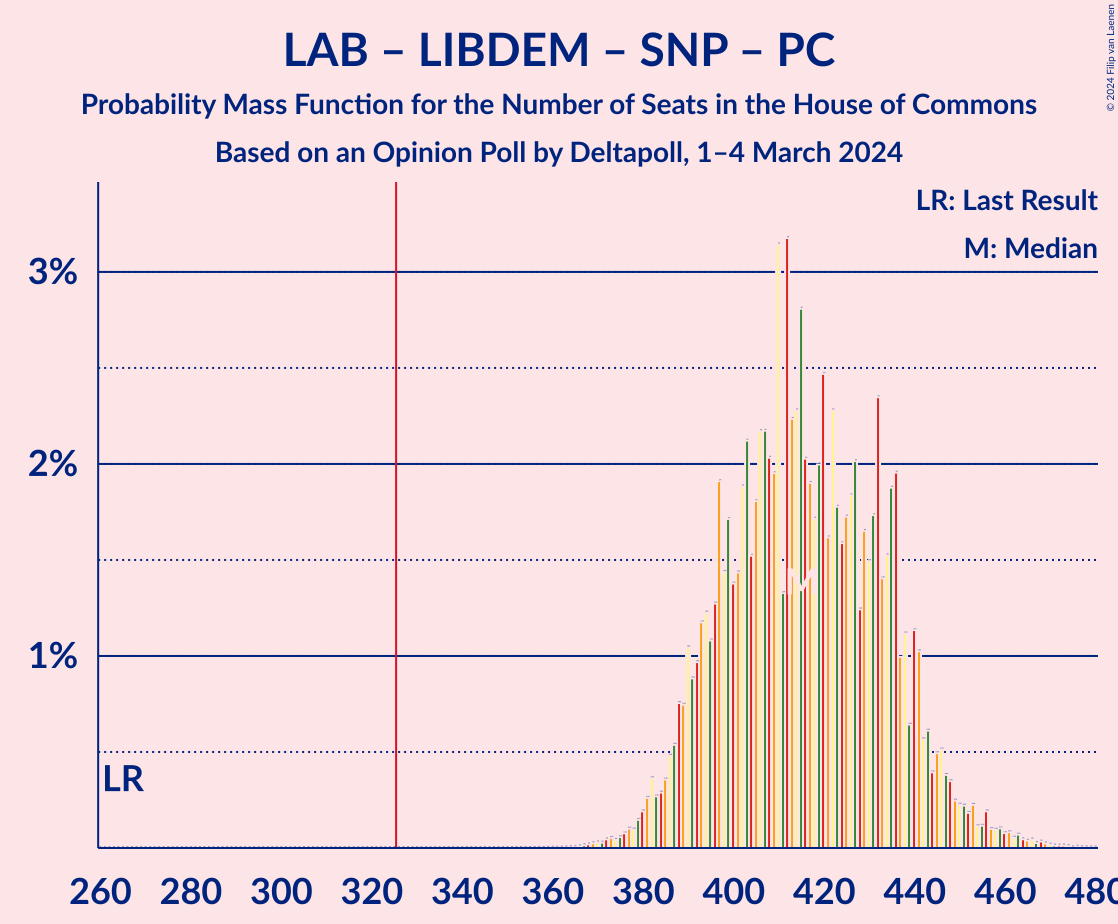 LAB – LIBDEM – SNP – PC
Probability Mass Function for the Number of Seats in the House of Commons
Based on an Opinion Poll by Deltapoll, 1–4 March 2024
© 2024 Filip van Laenen
LR: Last Result
M: Median
3%
2%
1%
M
LR
260 280 300 320 340 360 380 400 420 440 460 480